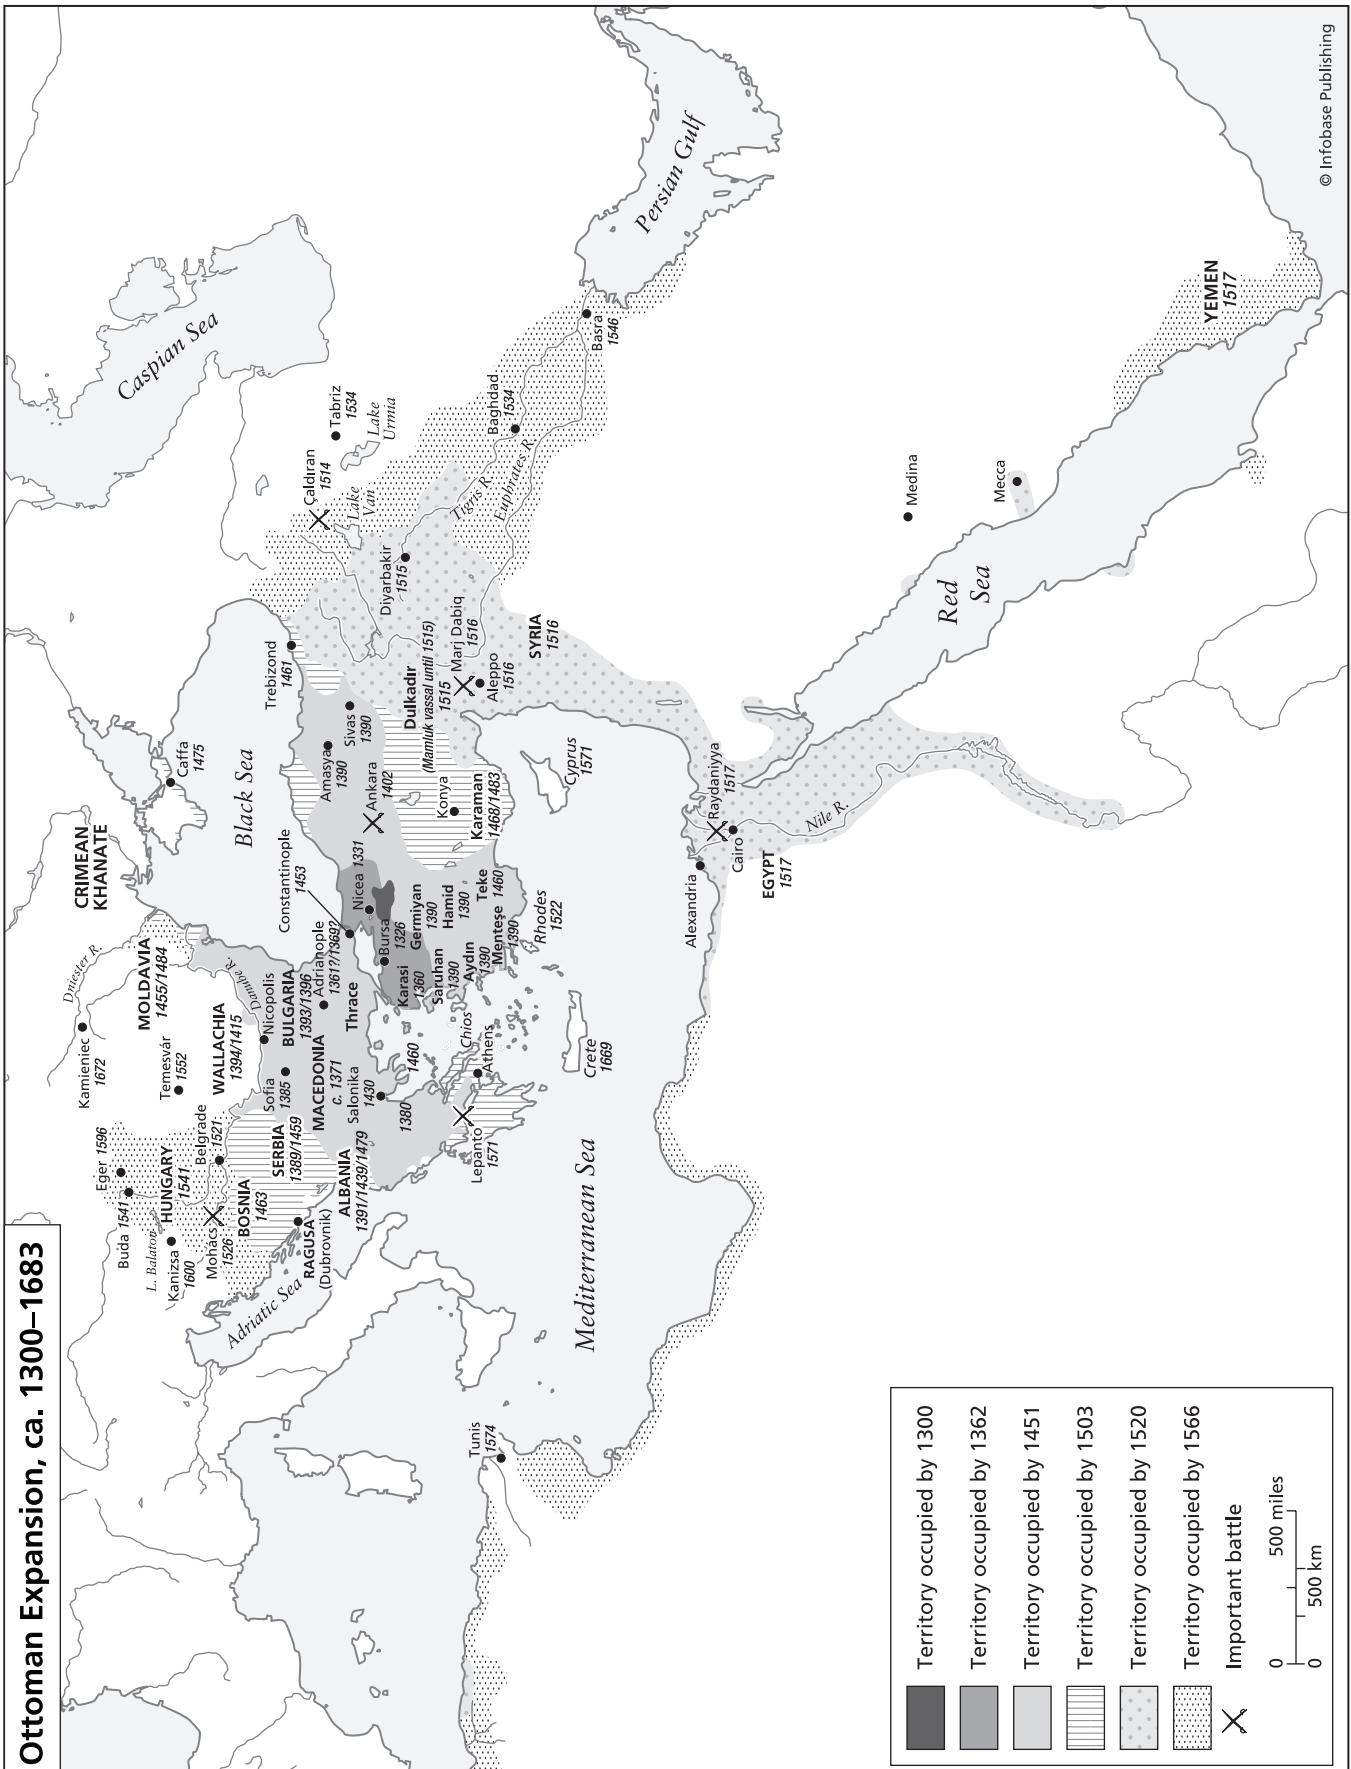 Ottoman Expansion, ca. 1300–1683
Eger 1596
Buda 1541
L. Balaton
HUNGARY
1541
Kanizsa
1600
Mohács
1526
Belgrade
1521
Temesvár
1552
Kamieniec
1672
Dniester R.
MOLDAVIA
1455/1484
CRIMEAN
KHANATE
Caffa
1475
WALLACHIA
1394/1415
Danube R.
Nicopolis
BULGARIA
1393/1396
Sofia
1385
SERBIA
1389/1459
BOSNIA
1463
RAGUSA
(Dubrovnik)
Adriatic Sea
ALBANIA
1391/1439/1479
MACEDONIA
c. 1371
Salonika
1430
1380
1460
Thrace
Adrianople
1361?/1369?
Constantinople
1453
Black Sea
Lepanto
1571
Athens
Chios
Nicea 1331
Bursa
1326
Karasi
1360
Saruhan
1390
Aydın
1390
Menteşe
1390
Germiyan
1390
Hamid
1390
Teke
1460
Rhodes
1522
Crete
1669
Ankara
1402
Amasya
1390
Sivas
1390
Konya
Karaman
1468/1483
Cyprus
1571
Trebizond
1461
Dulkadır
(Mamluk vassal until 1515)
1515
Marj Dabiq
1516
Aleppo
1516
SYRIA
1516
Diyarbakir
1515
Çaldıran
1514
Lake
Van
Tabriz
1534
Lake
Urmia
Caspian Sea
Tigris R.
Euphrates R.
Baghdad
1534
Basra
1546
Persian Gulf
Mediterranean Sea
Tunis
1574
Alexandria
Raydaniyya
1517
Cairo
EGYPT
1517
Nile R.
Red
Sea
Medina
Mecca
YEMEN
1517
Territory occupied by 1300
Territory occupied by 1362
Territory occupied by 1451
Territory occupied by 1503
Territory occupied by 1520
Territory occupied by 1566
Important battle
0 500 miles
0 500 km
© Infobase Publishing